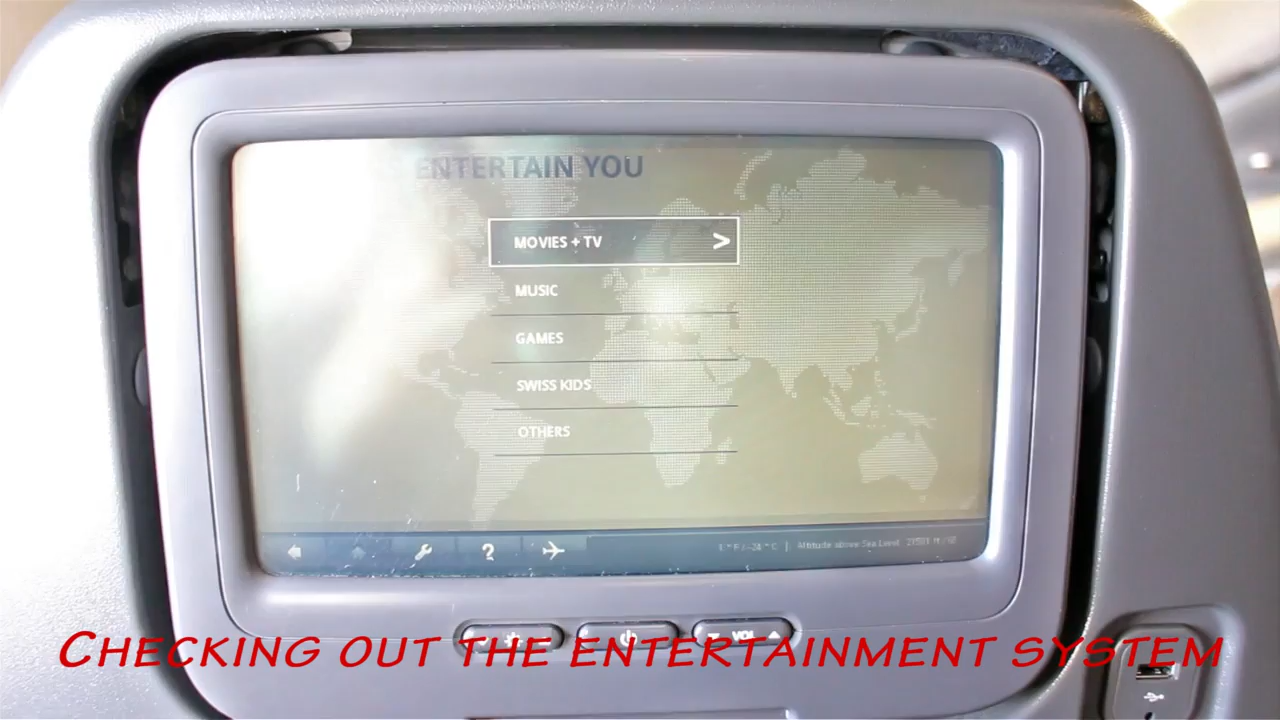 ENTERTAIN YOU
MOVIES + TV >
MUSIC
GAMES
SWISS KIDS
OTHERS
?
Altitude above Sea Level
VOL
CHECKING OUT THE ENTERTAINMENT SYSTEM